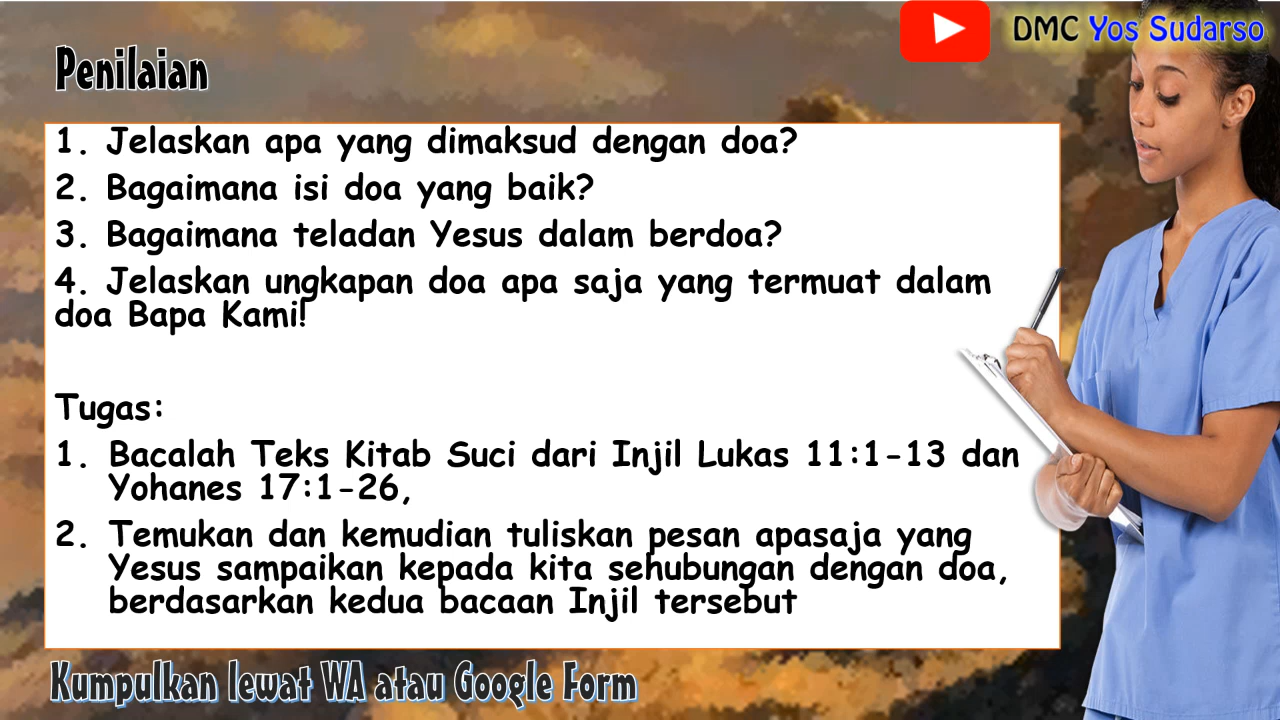 DMC Yos Sudarso
Penilaian
1. Jelaskan apa yang dimaksud dengan doa?
2. Bagaimana isi doa yang baik?
3. Bagaimana teladan Yesus dalam berdoa?
4. Jelaskan ungkapan doa apa saja yang termuat dalam
doa Bapa Kami!
Tugas:
1. Bacalah Teks Kitab Suci dari Injil Lukas 11:1-13 dan
Yohanes 17:1-26,
2. Temukan dan kemudian tuliskan pesan apasaja yang
Yesus sampaikan kepada kita sehubungan dengan doa,
berdasarkan kedua bacaan Injil tersebut
Kumpulkan lewat WA atau Google Form